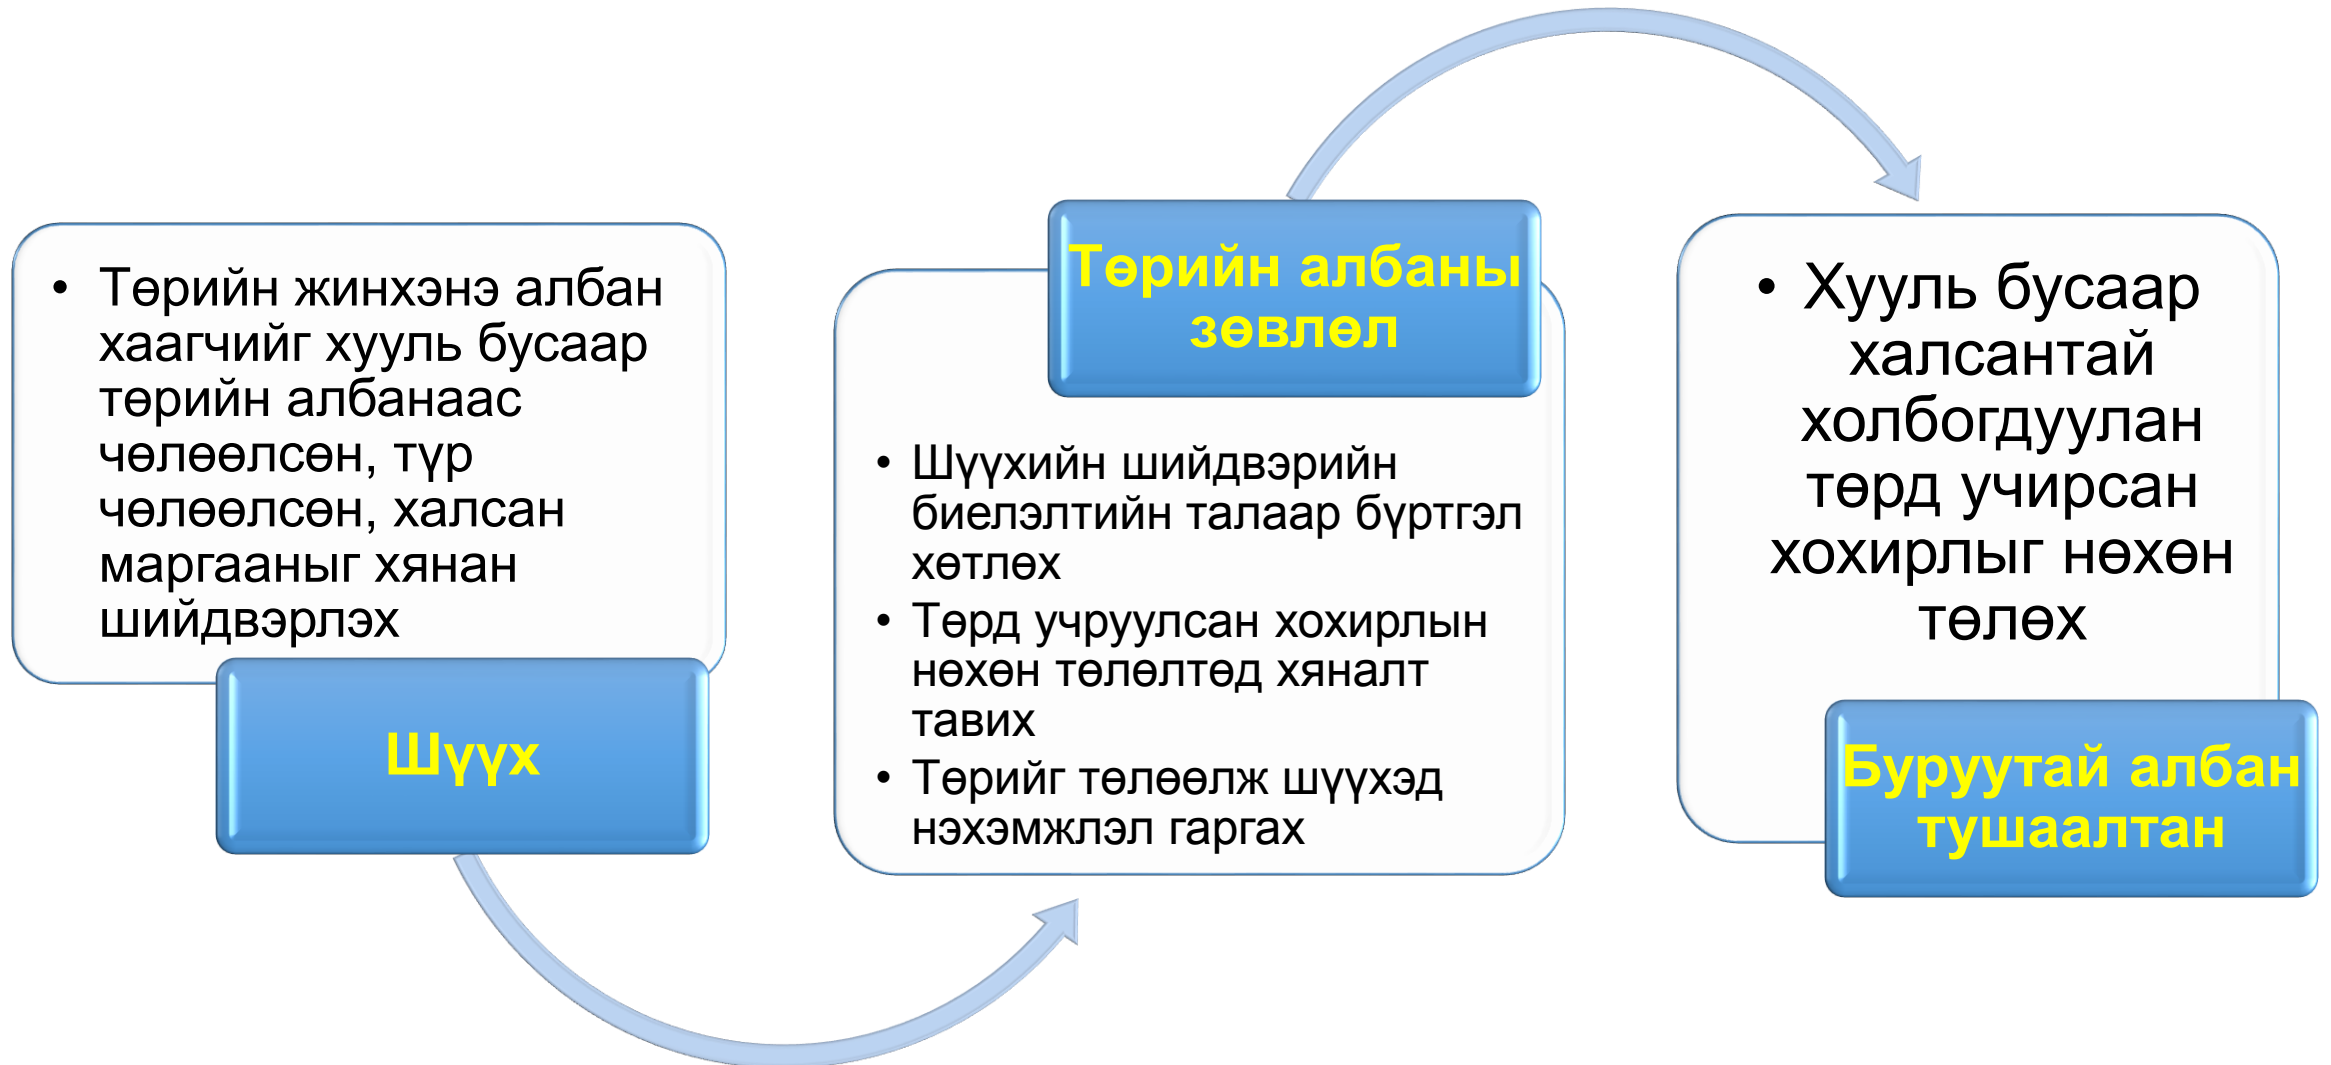 • Төрийн жинхэнэ албан
хаагчийг хууль бусаар
төрийн албанаас
чөлөөлсөн, түр
чөлөөлсөн, халсан
маргааныг хянан
шийдвэрлэх
Шүүх
Төрийн албаны
зөвлөл
• Шүүхийн шийдвэрийн
биелэлтийн талаар бүртгэл
хөтлөх
• Төрд учруулсан хохирлын
нөхөн төлөлтөд хяналт
тавих
• Төрийг төлөөлж шүүхэд
нэхэмжлэл гаргах
• Хууль бусаар
халсантай
холбогдуулан
төрд учирсан
хохирлыг нөхөн
төлөх
Буруутай албан
тушаалтан